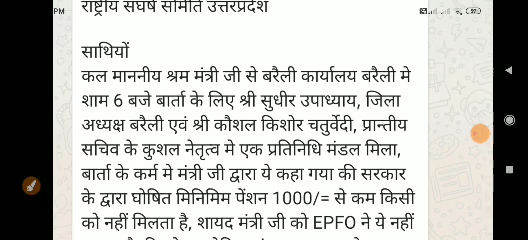 PM
राष्ट्रीय संघर्ष समिति उत्तरप्रदेश
साथियों
कल माननीय श्रम मंत्री जी से बरैली कार्यालय बरैली मे
शाम 6 बजे बार्ता के लिए श्री सुधीर उपाध्याय, जिला
अध्यक्ष बरैली एवं श्री कौशल किशोर चतुर्वेदी, प्रान्तीय
सचिव के कुशल नेतृत्व मे एक प्रतिनिधि मंडल मिला,
बार्ता के कर्म मे मंत्री जी द्वारा ये कहा गया की सरकार
के द्वारा घोषित मिनिमिम पेंशन 1000/= से कम किसी
को नहीं मिलता है, शायद मंत्री जी को EPFO ने ये नहीं